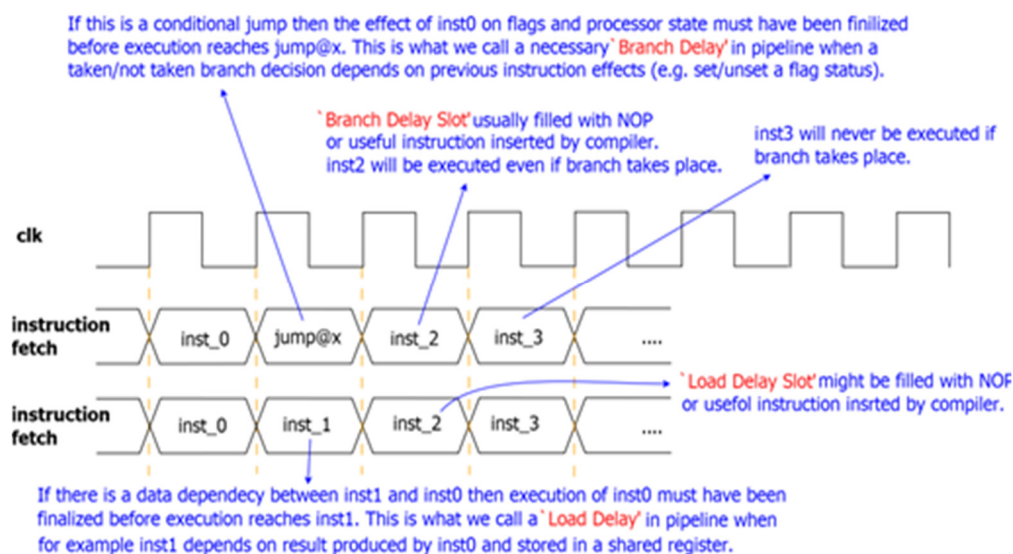 If this is a conditional jump then the effect of inst0 on flags and processor state must have been finilized
before execution reaches jump@x. This is what we call a necessary `Branch Delay' in pipeline when a
taken/not taken branch decision depends on previous instruction effects (e.g. set/unset a flag status).
`Branch Delay Slot' usually filled with NOP
or useful instruction inserted by compiler.
inst2 will be executed even if branch takes place.
inst3 will never be executed if
branch takes place.
clk
instruction
fetch
inst_0 jump@x inst_2 inst_3 ....
`Load Delay Slot' might be filled with NOP
or usefol instruction insrted by compiler.
instruction
fetch
inst_0 inst_1 inst_2 inst_3 ....
If there is a data dependecy between inst1 and inst0 then execution of inst0 must have been
finalized before execution reaches inst1. This is what we call a `Load Delay' in pipeline when
for example inst1 depends on result produced by inst0 and stored in a shared register.